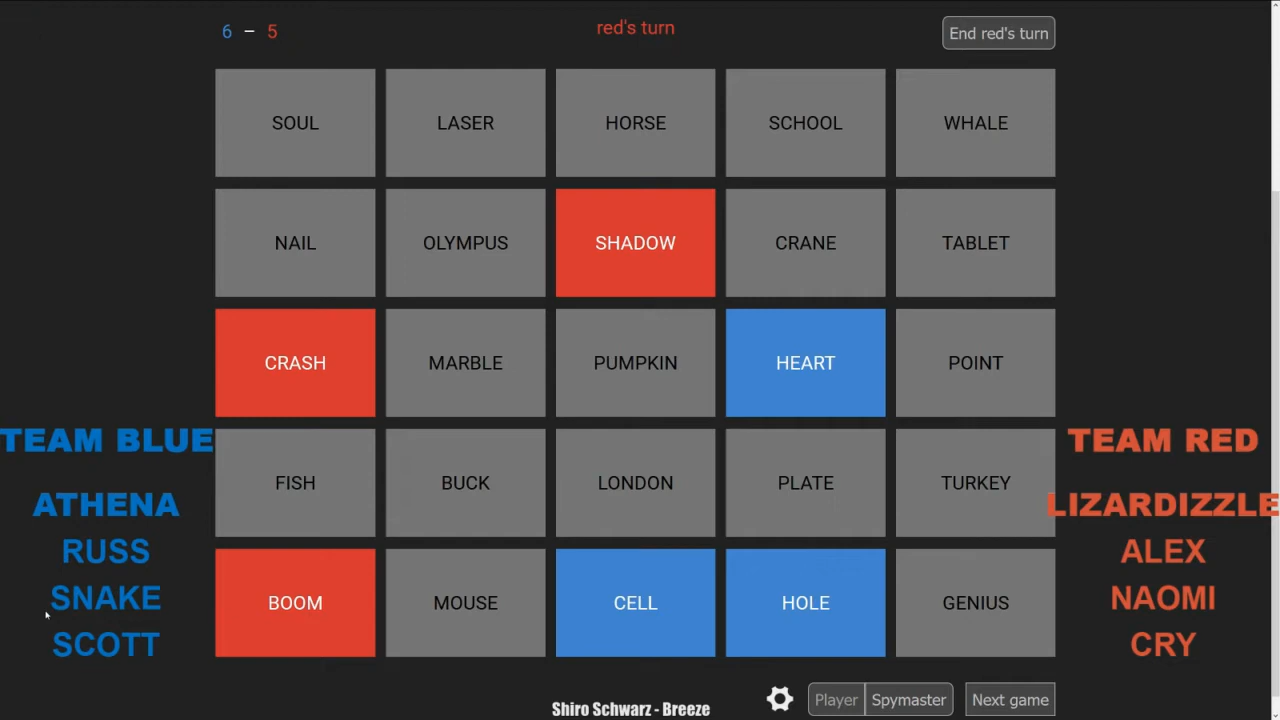 6 – 5
red's turn
End red's turn
SOUL LASER HORSE SCHOOL WHALE
NAIL OLYMPUS SHADOW CRANE TABLET
CRASH MARBLE PUMPKIN HEART POINT
TEAM BLUE
TEAM RED
FISH BUCK LONDON PLATE TURKEY
ATHENA
LIZARDIZZLE
RUSS
ALEX
BOOM MOUSE CELL HOLE GENIUS
SNAKE
NAOMI
SCOTT
CRY
Shiro Schwarz - Breeze
Player Spymaster Next game